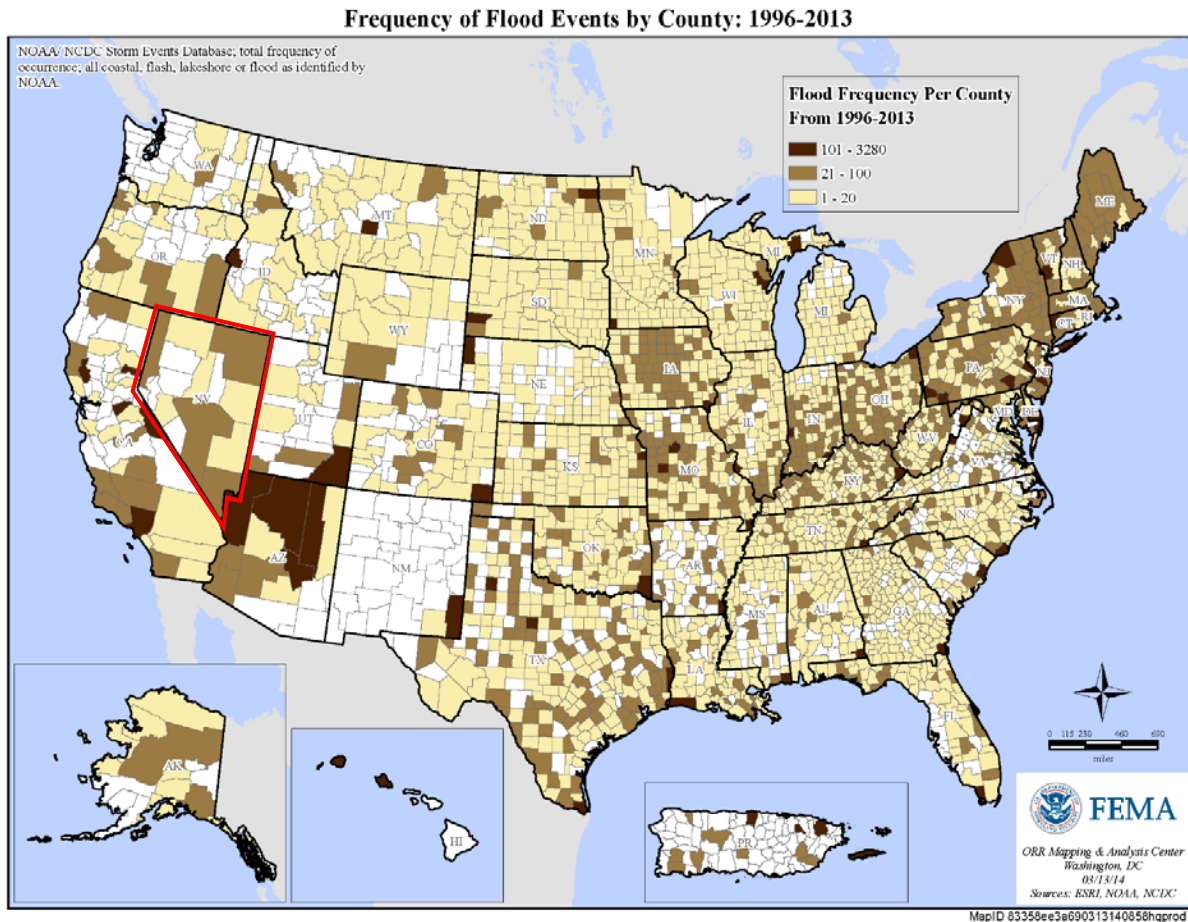 Frequency of Flood Events by County: 1996-2013
NOAA/ NCDC Storm Events Database; total frequency of
occurrence; all coastal, flash, lakeshore or flood as identified by
NOAA.
Flood Frequency Per County
From 1996-2013
101 - 3280
21 - 100
1 - 20
WA
MT
ND
MN
MI
ME
VT
NH
OR
ID
SD
WI
MI
NY
MA
CT
RI
WY
IA
PA
NJ
NV
NE
OH
UT
IL
IN
MD
DE
CA
CO
WV
VA
KS
MO
KY
NC
TN
AZ
OK
NM
AR
SC
MS
AL
GA
TX
LA
FL
0 115 230 460 690
miles
AK
HI
PR
FEMA
ORR Mapping & Analysis Center
Washington, DC
03/13/14
Sources: ESRI, NOAA, NCDC
MapID 83358ee3a690313140858hqprod